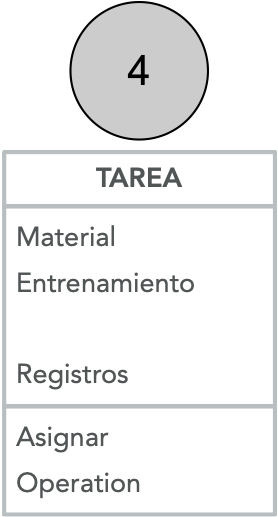 4
TAREA
Material
Entrenamiento
Registros
Asignar
Operation